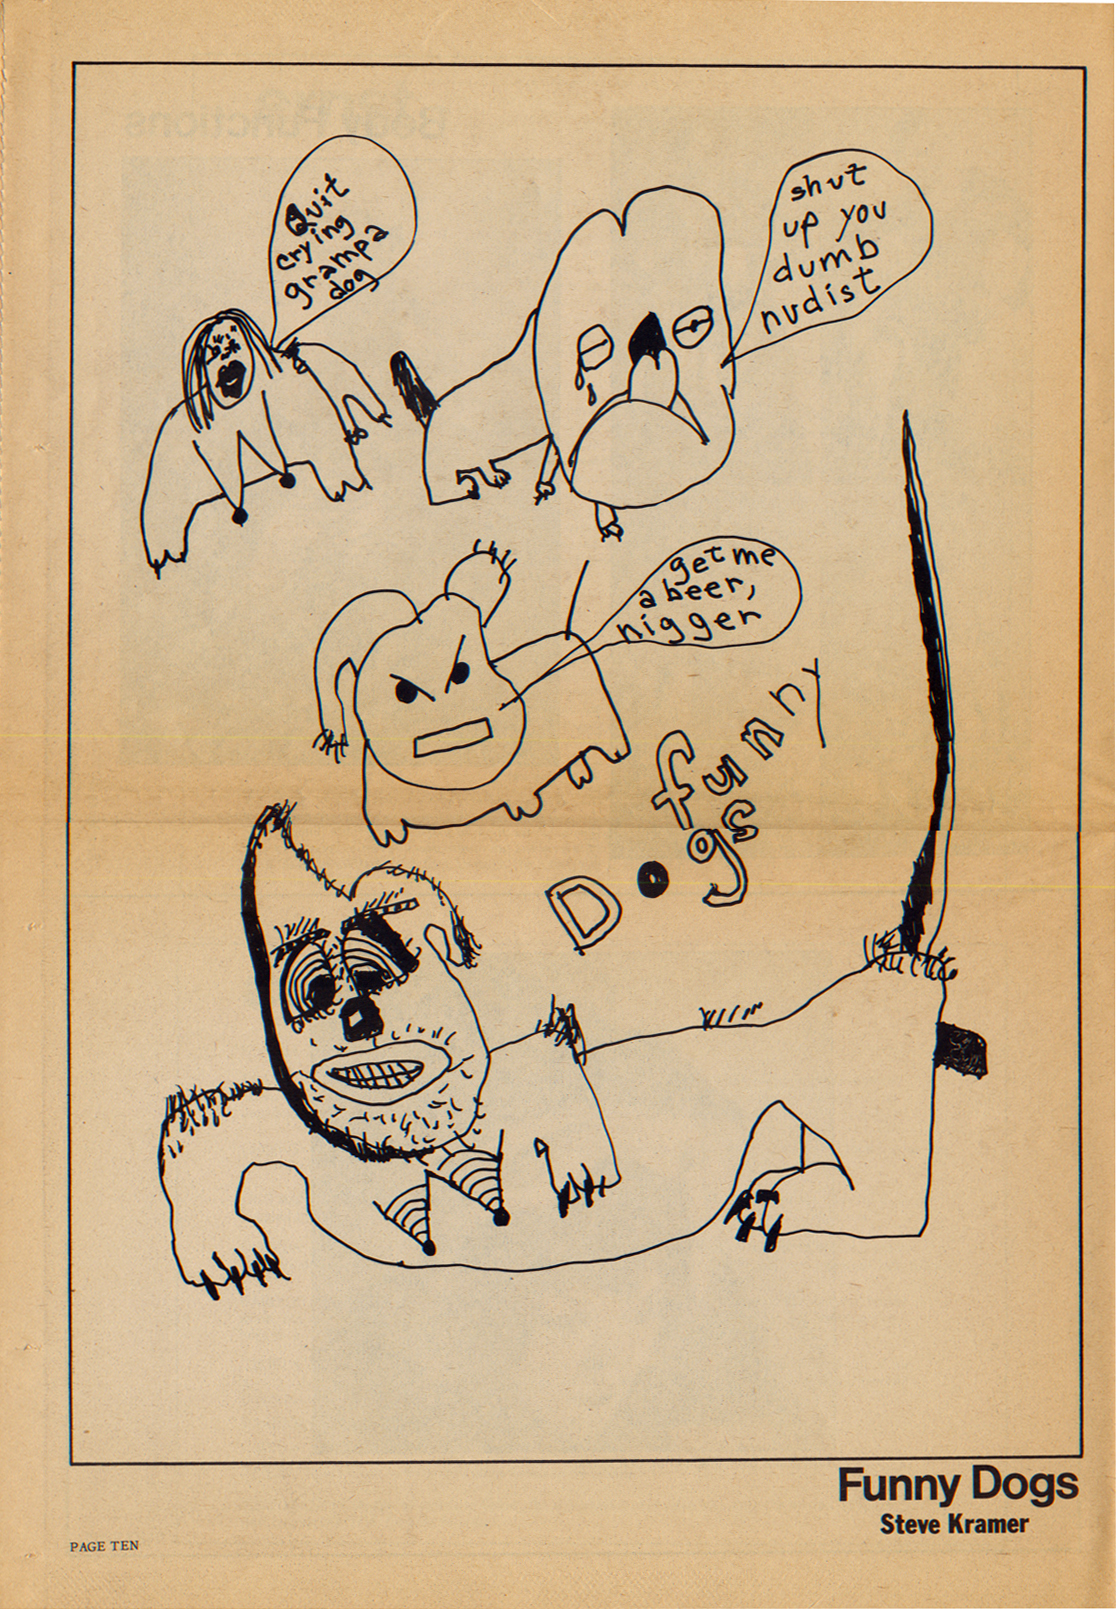 Quit
crying
grampa
dog
shut
up you
dumb
nudist
get me
a beer,
nigger
funny
Dogs
Funny Dogs
Steve Kramer
PAGE TEN